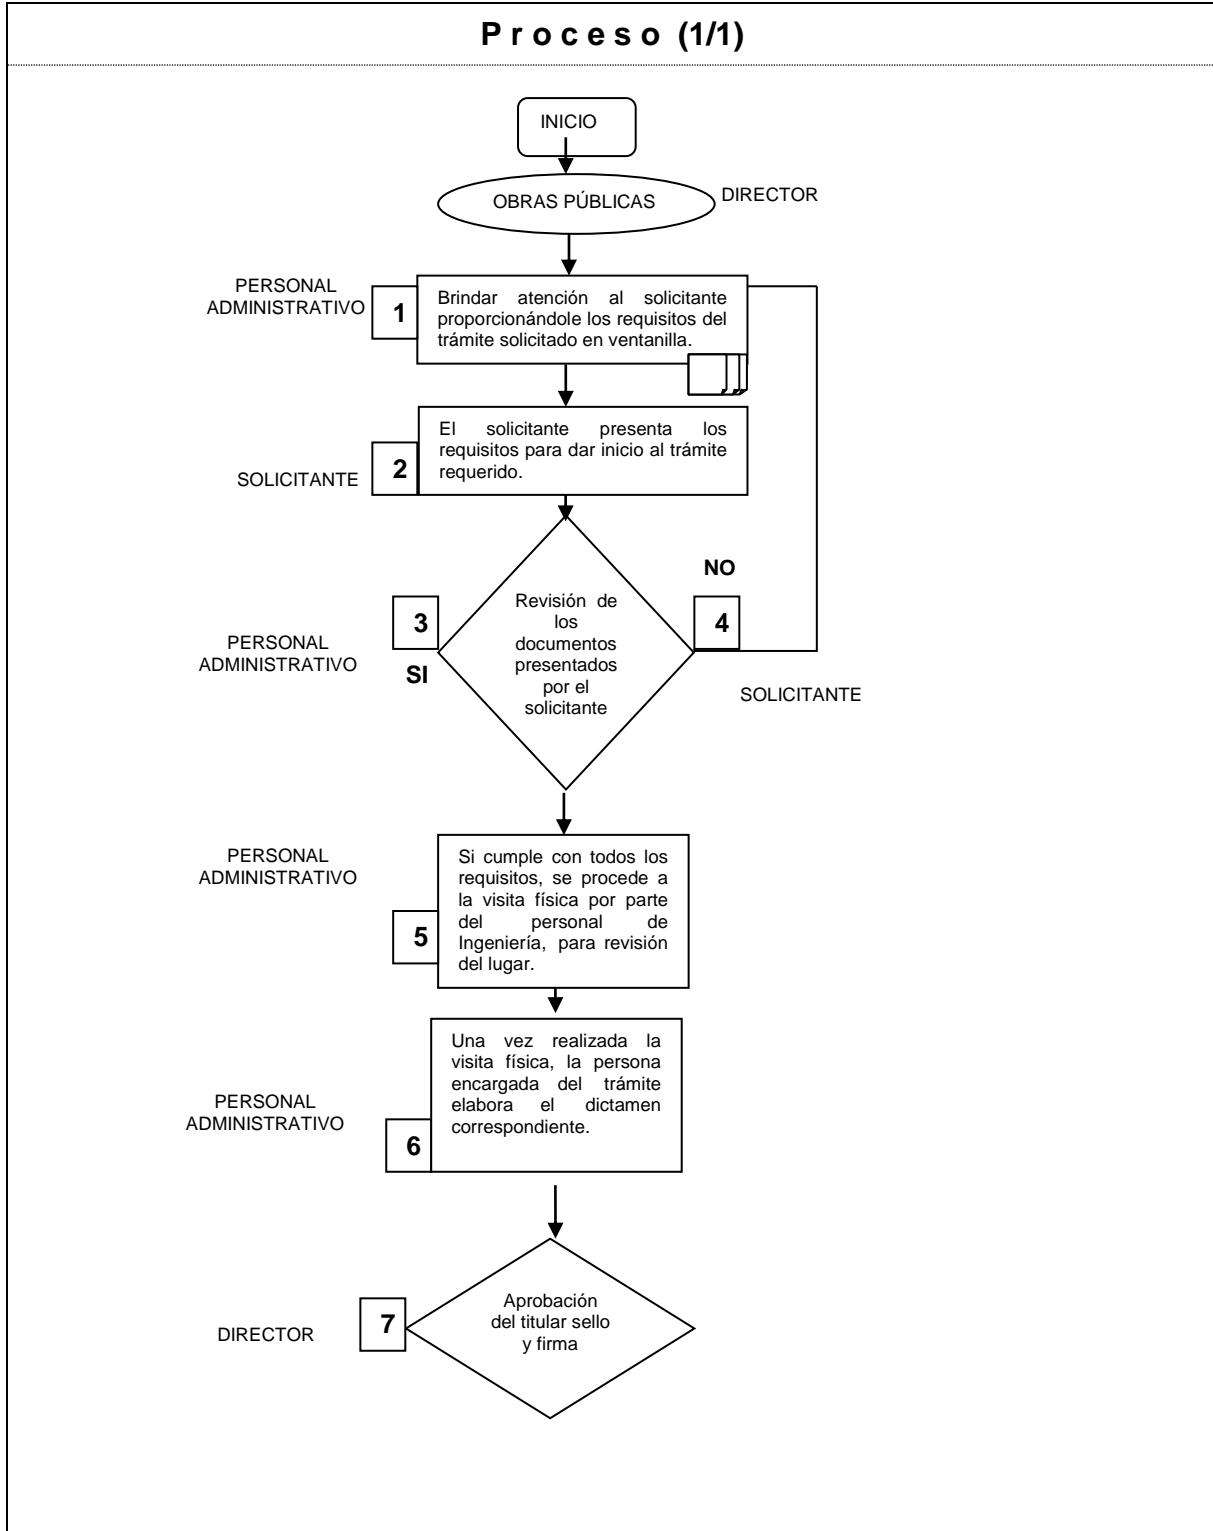 P r o c e s o (1/1)
INICIO
OBRAS PÚBLICAS
DIRECTOR
PERSONAL
ADMINISTRATIVO
1
Brindar atención al solicitante
proporcionándole los requisitos del
trámite solicitado en ventanilla.
El solicitante presenta los
requisitos para dar inicio al trámite
requerido.
2
SOLICITANTE
NO
3
Revisión de
los
documentos
presentados
por el
solicitante
4
PERSONAL
ADMINISTRATIVO
SI
SOLICITANTE
PERSONAL
ADMINISTRATIVO
Si cumple con todos los
requisitos, se procede a
la visita física por parte
del personal de
Ingeniería, para revisión
del lugar.
5
Una vez realizada la
visita física, la persona
encargada del trámite
elabora el dictamen
correspondiente.
PERSONAL
ADMINISTRATIVO
6
Aprobación
del titular sello
y firma
7
DIRECTOR